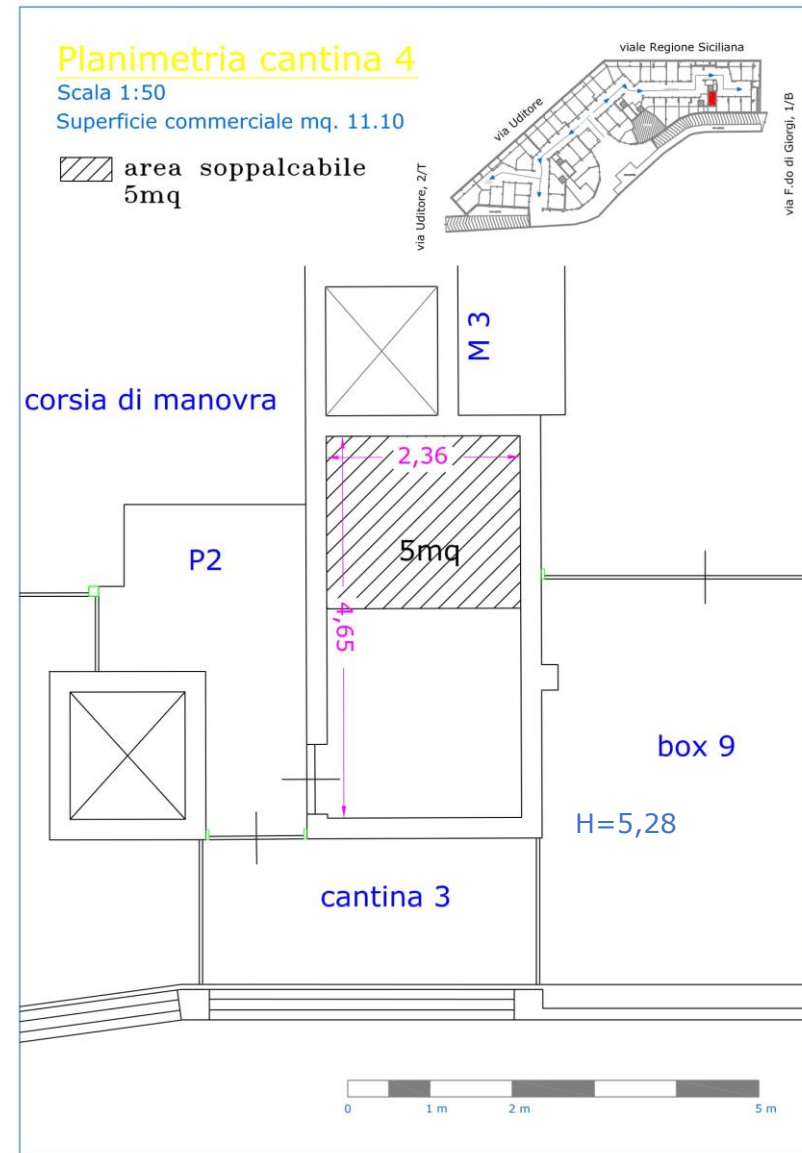 Planimetria cantina 4
Scala 1:50
Superficie commerciale mq. 11.10
area soppalcabile
5mq
viale Regione Siciliana
via Uditore
via Uditore, 2/T
via F.do di Giorgi, 1/B
M 3
corsia di manovra
2,36
P2
5mq
4,65
box 9
H=5,28
cantina 3
0 1 m 2 m 5 m